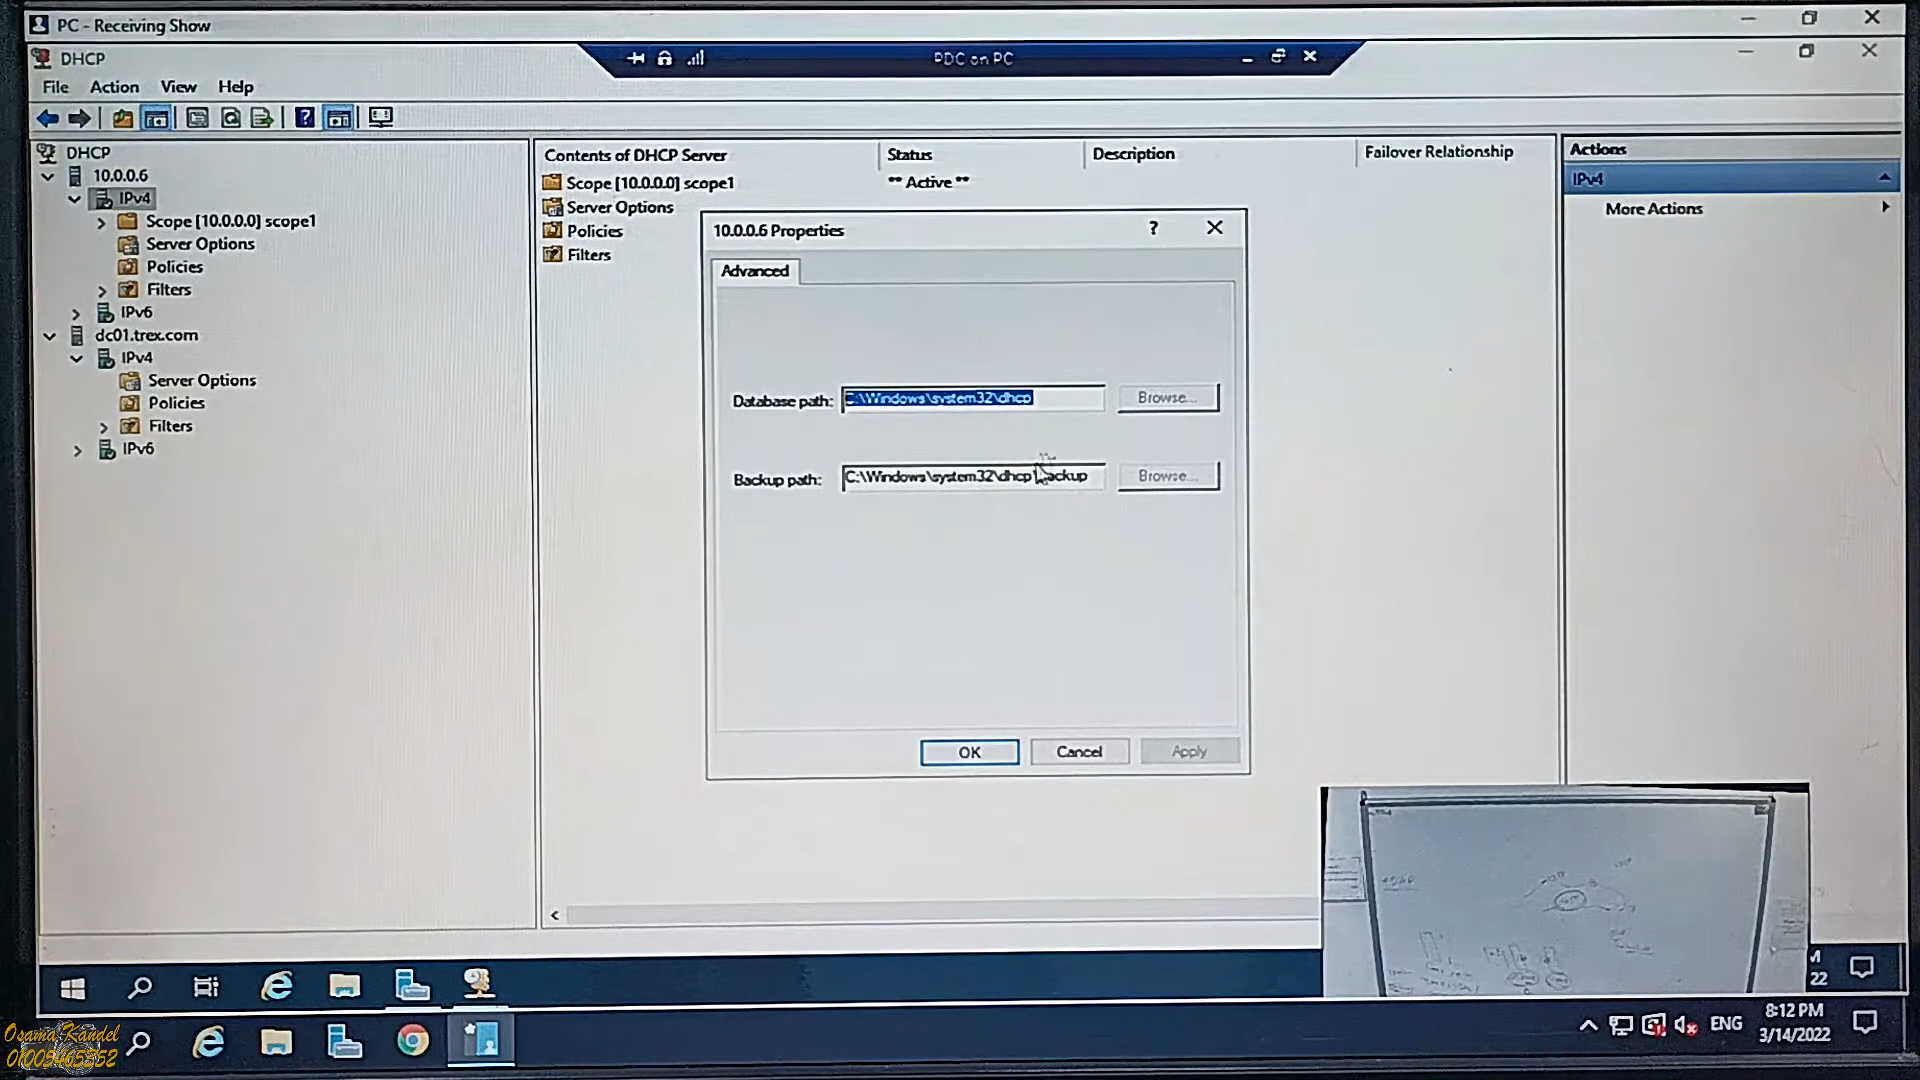 PC - Receiving Show
DHCP
PDC on PC
File Action View Help
DHCP
10.0.0.6
IPv4
Scope [10.0.0.0] scope1
Server Options
Policies
Filters
IPv6
dc01.trex.com
IPv4
Server Options
Policies
Filters
IPv6
Contents of DHCP Server Status Description Failover Relationship
Scope [10.0.0.0] scope1 ** Active **
Server Options
Policies
Filters
10.0.0.6 Properties ?
Advanced
Database path: C:\Windows\system32\dhcp Browse...
Backup path: C:\Windows\system32\dhcp\backup Browse...
OK Cancel Apply
Actions
IPv4
More Actions
22
ENG
8:12 PM
3/14/2022
Osama Kandel
01005465352